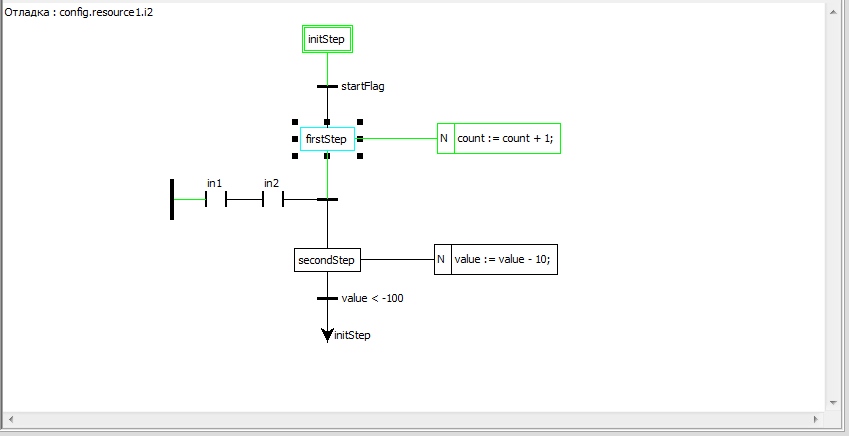 Отладка : config.resource1.i2
initStep
startFlag
firstStep
N count := count + 1;
in1 in2
secondStep
N value := value - 10;
value < -100
initStep